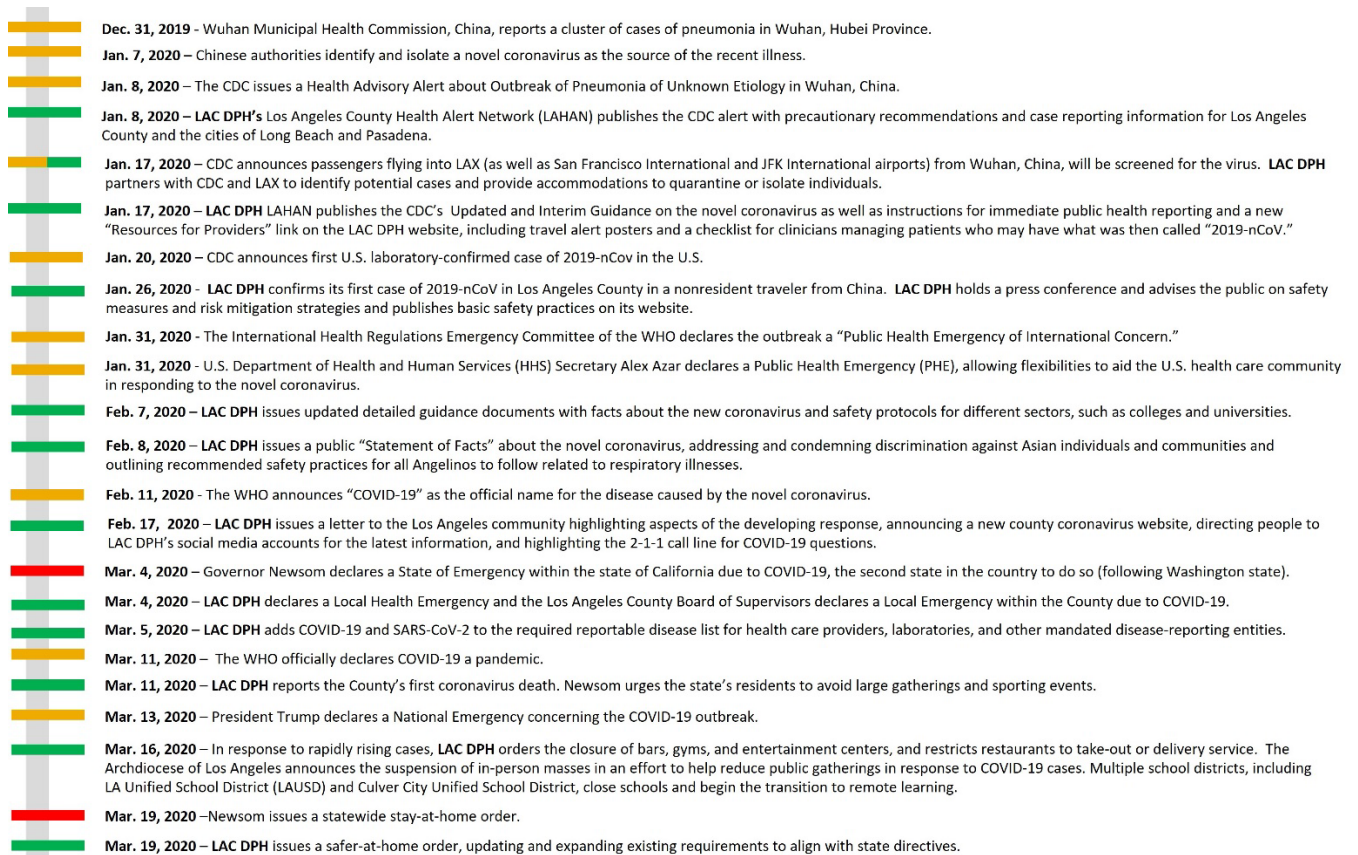 Dec. 31, 2019 - Wuhan Municipal Health Commission, China, reports a cluster of cases of pneumonia in Wuhan, Hubei Province.
Jan. 7, 2020 – Chinese authorities identify and isolate a novel coronavirus as the source of the recent illness.
Jan. 8, 2020 – The CDC issues a Health Advisory Alert about Outbreak of Pneumonia of Unknown Etiology in Wuhan, China.
Jan. 8, 2020 – LAC DPH's Los Angeles County Health Alert Network (LAHAN) publishes the CDC alert with precautionary recommendations and case reporting information for Los Angeles
County and the cities of Long Beach and Pasadena.
Jan. 17, 2020 – CDC announces passengers flying into LAX (as well as San Francisco International and JFK International airports) from Wuhan, China, will be screened for the virus. LAC DPH
partners with CDC and LAX to identify potential cases and provide accommodations to quarantine or isolate individuals.
Jan. 17, 2020 – LAC DPH LAHAN publishes the CDC's Updated and Interim Guidance on the novel coronavirus as well as instructions for immediate public health reporting and a new
“Resources for Providers” link on the LAC DPH website, including travel alert posters and a checklist for clinicians managing patients who may have what was then called “2019-nCoV.”
Jan. 20, 2020 – CDC announces first U.S. laboratory-confirmed case of 2019-nCov in the U.S.
Jan. 26, 2020 - LAC DPH confirms its first case of 2019-nCoV in Los Angeles County in a nonresident traveler from China. LAC DPH holds a press conference and advises the public on safety
measures and risk mitigation strategies and publishes basic safety practices on its website.
Jan. 31, 2020 - The International Health Regulations Emergency Committee of the WHO declares the outbreak a “Public Health Emergency of International Concern.”
Jan. 31, 2020 - U.S. Department of Health and Human Services (HHS) Secretary Alex Azar declares a Public Health Emergency (PHE), allowing flexibilities to aid the U.S. health care community
in responding to the novel coronavirus.
Feb. 7, 2020 – LAC DPH issues updated detailed guidance documents with facts about the new coronavirus and safety protocols for different sectors, such as colleges and universities.
Feb. 8, 2020 – LAC DPH issues a public “Statement of Facts” about the novel coronavirus, addressing and condemning discrimination against Asian individuals and communities and
outlining recommended safety practices for all Angelinos to follow related to respiratory illnesses.
Feb. 11, 2020 - The WHO announces “COVID-19” as the official name for the disease caused by the novel coronavirus.
Feb. 17, 2020 – LAC DPH issues a letter to the Los Angeles community highlighting aspects of the developing response, announcing a new county coronavirus website, directing people to
LAC DPH's social media accounts for the latest information, and highlighting the 2-1-1 call line for COVID-19 questions.
Mar. 4, 2020 – Governor Newsom declares a State of Emergency within the state of California due to COVID-19, the second state in the country to do so (following Washington state).
Mar. 4, 2020 – LAC DPH declares a Local Health Emergency and the Los Angeles County Board of Supervisors declares a Local Emergency within the County due to COVID-19.
Mar. 5, 2020 – LAC DPH adds COVID-19 and SARS-CoV-2 to the required reportable disease list for health care providers, laboratories, and other mandated disease-reporting entities.
Mar. 11, 2020 – The WHO officially declares COVID-19 a pandemic.
Mar. 11, 2020 – LAC DPH reports the County's first coronavirus death. Newsom urges the state's residents to avoid large gatherings and sporting events.
Mar. 13, 2020 – President Trump declares a National Emergency concerning the COVID-19 outbreak.
Mar. 16, 2020 – In response to rapidly rising cases, LAC DPH orders the closure of bars, gyms, and entertainment centers, and restricts restaurants to take-out or delivery service. The
Archdiocese of Los Angeles announces the suspension of in-person masses in an effort to help reduce public gatherings in response to COVID-19 cases. Multiple school districts, including
LA Unified School District (LAUSD) and Culver City Unified School District, close schools and begin the transition to remote learning.
Mar. 19, 2020 –Newsom issues a statewide stay-at-home order.
Mar. 19, 2020 – LAC DPH issues a safer-at-home order, updating and expanding existing requirements to align with state directives.